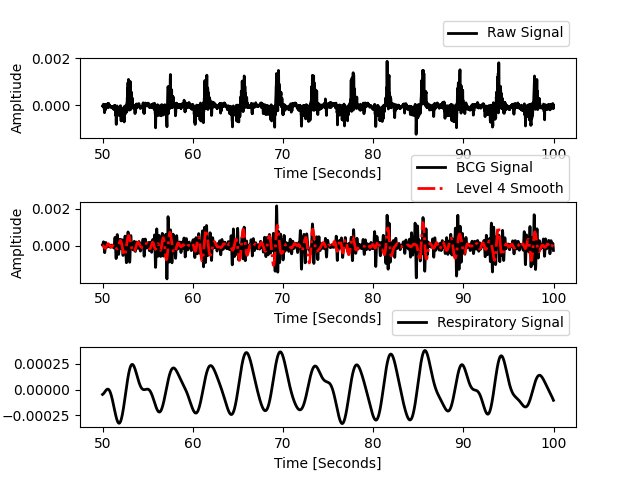 Raw Signal
0.002
0.000
Ampltiude
50 60 70 80 90 100
Time [Seconds]
BCG Signal
Level 4 Smooth
0.002
0.000
Ampltiude
50 60 70 80 90 100
Time [Seconds]
Respiratory Signal
0.00025
0.00000
−0.00025
50 60 70 80 90 100
Time [Seconds]